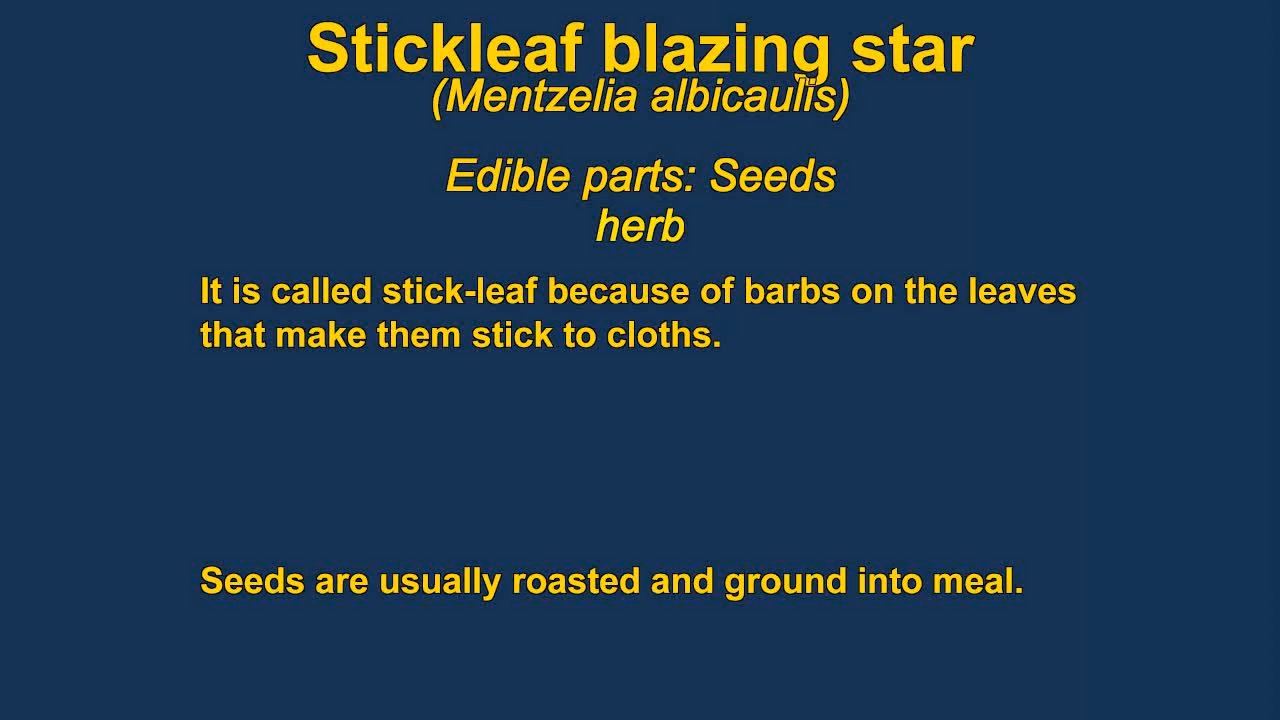 Stickleaf blazing star
(Mentzelia albicaulis)
Edible parts: Seeds
herb
It is called stick-leaf because of barbs on the leaves
that make them stick to cloths.
Seeds are usually roasted and ground into meal.